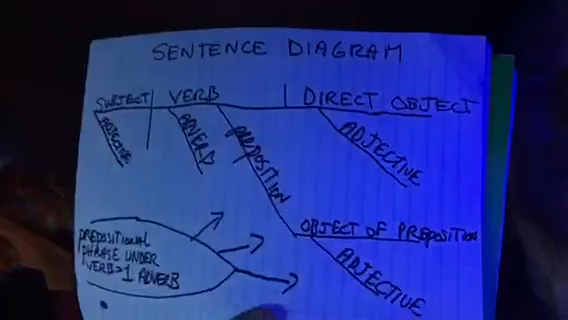 SENTENCE DIAGRAM
SUBJECT VERB DIRECT OBJECT
ADJECTIVE
ADVERB
PREPOSITION
ADJECTIVE
OBJECT OF PREPOSITION
ADJECTIVE
PREPOSITIONAL
PHRASE UNDER
VERB>1 ADVERB